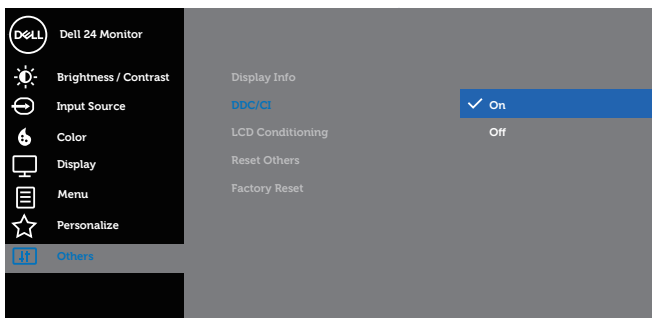 DELL
Dell 24 Monitor
Brightness / Contrast
Input Source
Color
Display
Menu
Personalize
Others
Display Info
DDC/CI
LCD Conditioning
Reset Others
Factory Reset
On
Off